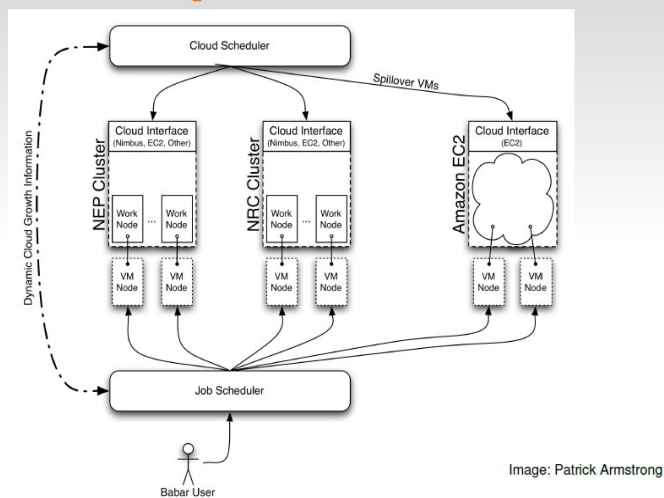 Cloud Scheduler
Spillover VMs
Dynamic Cloud Growth Information
NEP Cluster
Cloud Interface
(Nimbus, EC2, Other)
Work
Node
...
Work
Node
VM
Node
VM
Node
NRC Cluster
Cloud Interface
(Nimbus, EC2, Other)
Work
Node
...
Work
Node
VM
Node
VM
Node
Amazon EC2
Cloud Interface
(EC2)
VM
Node
VM
Node
Job Scheduler
Babar User
Image: Patrick Armstrong